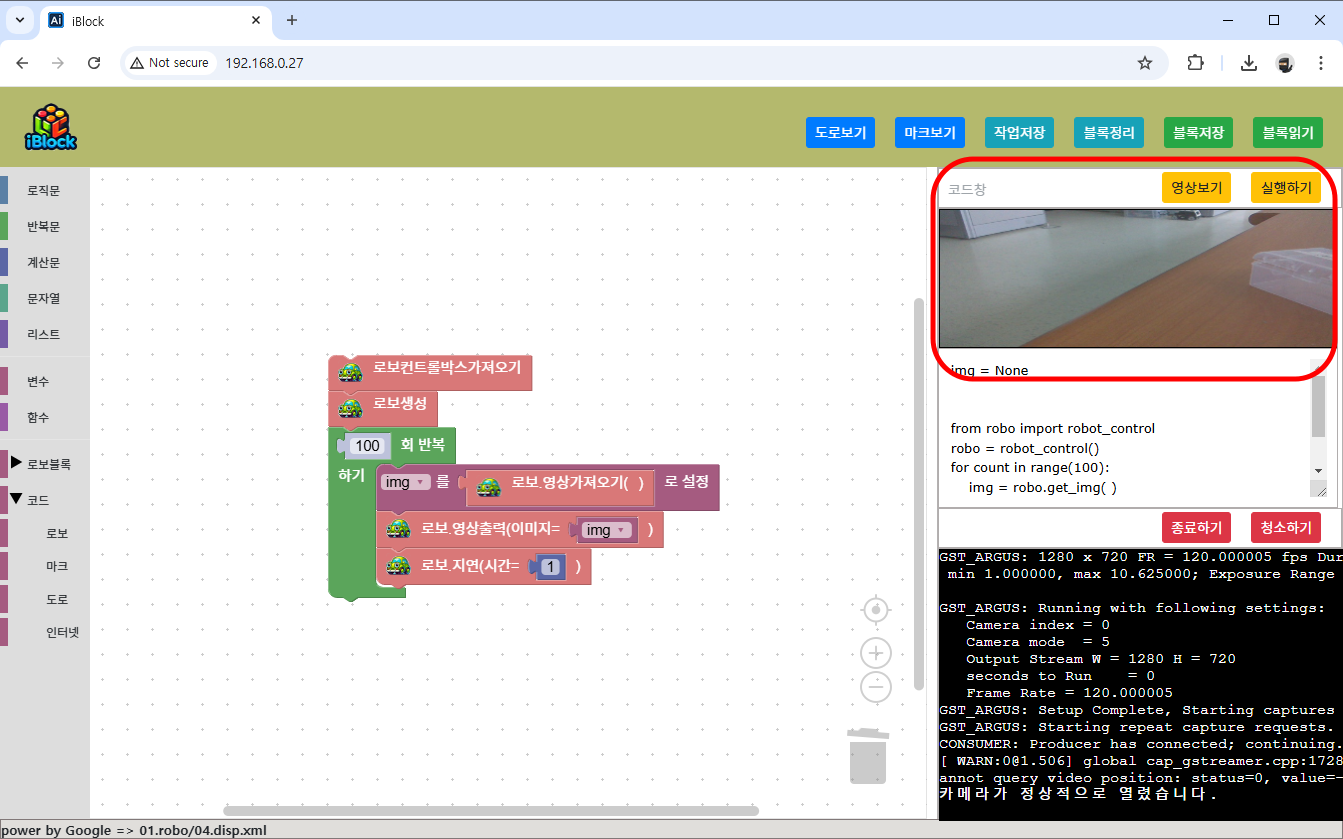 Ai iBlock
Not secure 192.168.0.27
iBlock
도로보기 마크보기 작업저장 블록정리 블록저장 블록읽기
로직문
반복문
계산문
문자열
리스트
변수
함수
로보블록
코드
로보
마크
도로
인터넷
로보컨트롤박스가져오기
로보생성
100 회 반복
하기 img 를 로보.영상가져오기( ) 로 설정
로보.영상출력(이미지= img )
로보.지연(시간= 1 )
코드창 영상보기 실행하기
img = None
from robo import robot_control
robo = robot_control()
for count in range(100):
img = robo.get_img( )
종료하기 청소하기
GST_ARGUS: 1280 x 720 FR = 120.000005 fps Dur
min 1.000000, max 10.625000; Exposure Range
GST_ARGUS: Running with following settings:
Camera index = 0
Camera mode = 5
Output Stream W = 1280 H = 720
seconds to Run = 0
Frame Rate = 120.000005
GST_ARGUS: Setup Complete, Starting captures
GST_ARGUS: Starting repeat capture requests.
CONSUMER: Producer has connected; continuing.
[ WARN:0@1.506] global cap_gstreamer.cpp:1728
annot query video position: status=0, value=-
카메라가 정상적으로 열렸습니다.
power by Google => 01.robo/04.disp.xml